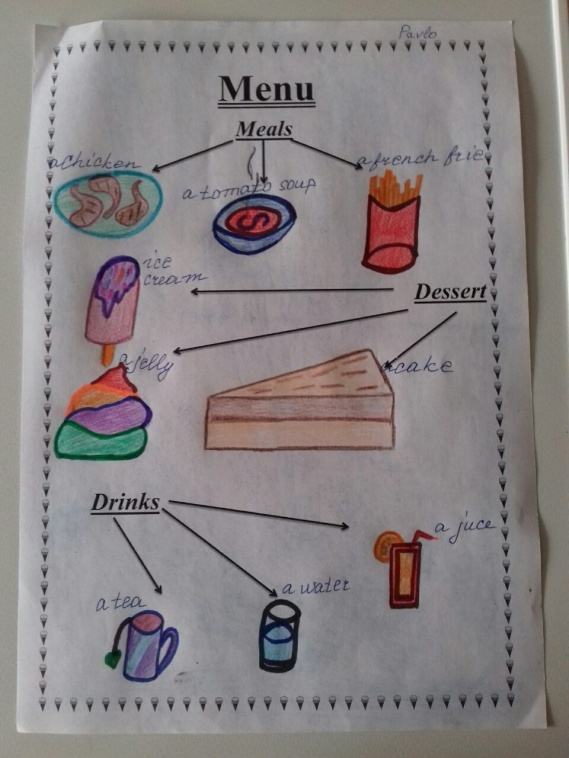 Pavlo
Menu
Meals
a chicken
a tomato soup
a french frie
ice
cream
Dessert
a jelly
a cake
Drinks
a juce
a tea
a water